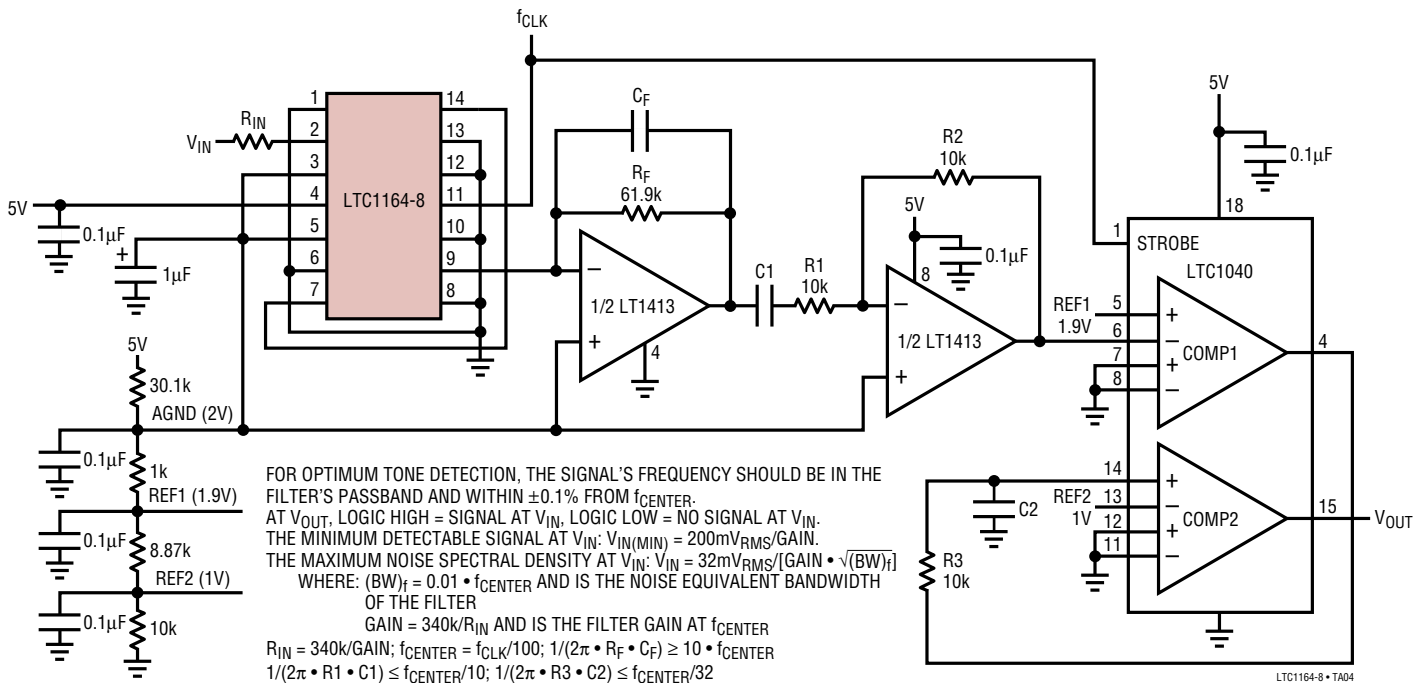 fCLK
CF
RF
61.9k
RIN
VIN
1
2
3
4
5
6
7
14
13
12
11
10
9
8
LTC1164-8
5V
0.1µF
+
1µF
5V
30.1k
AGND (2V)
0.1µF
1k
REF1 (1.9V)
0.1µF
8.87k
REF2 (1V)
0.1µF
10k
−
+
1/2 LT1413
4
C1
R1
10k
R2
10k
5V
0.1µF
8
−
+
1/2 LT1413
5V
0.1µF
18
1
STROBE
LTC1040
REF1
1.9V
5
6
7
8
+
−
+
−
COMP1
4
14
REF2
1V
13
12
11
+
−
+
−
COMP2
15
VOUT
C2
R3
10k
FOR OPTIMUM TONE DETECTION, THE SIGNAL'S FREQUENCY SHOULD BE IN THE
FILTER'S PASSBAND AND WITHIN ±0.1% FROM fCENTER.
AT VOUT, LOGIC HIGH = SIGNAL AT VIN, LOGIC LOW = NO SIGNAL AT VIN.
THE MINIMUM DETECTABLE SIGNAL AT VIN: VIN(MIN) = 200mVRMS/GAIN.
THE MAXIMUM NOISE SPECTRAL DENSITY AT VIN: VIN = 32mVRMS/[GAIN • √(BW)f]
WHERE: (BW)f = 0.01 • fCENTER AND IS THE NOISE EQUIVALENT BANDWIDTH
OF THE FILTER
GAIN = 340k/RIN AND IS THE FILTER GAIN AT fCENTER
RIN = 340k/GAIN; fCENTER = fCLK/100; 1/(2π • RF • CF) ≥ 10 • fCENTER
1/(2π • R1 • C1) ≤ fCENTER/10; 1/(2π • R3 • C2) ≤ fCENTER/32
LTC1164-8 • TA04